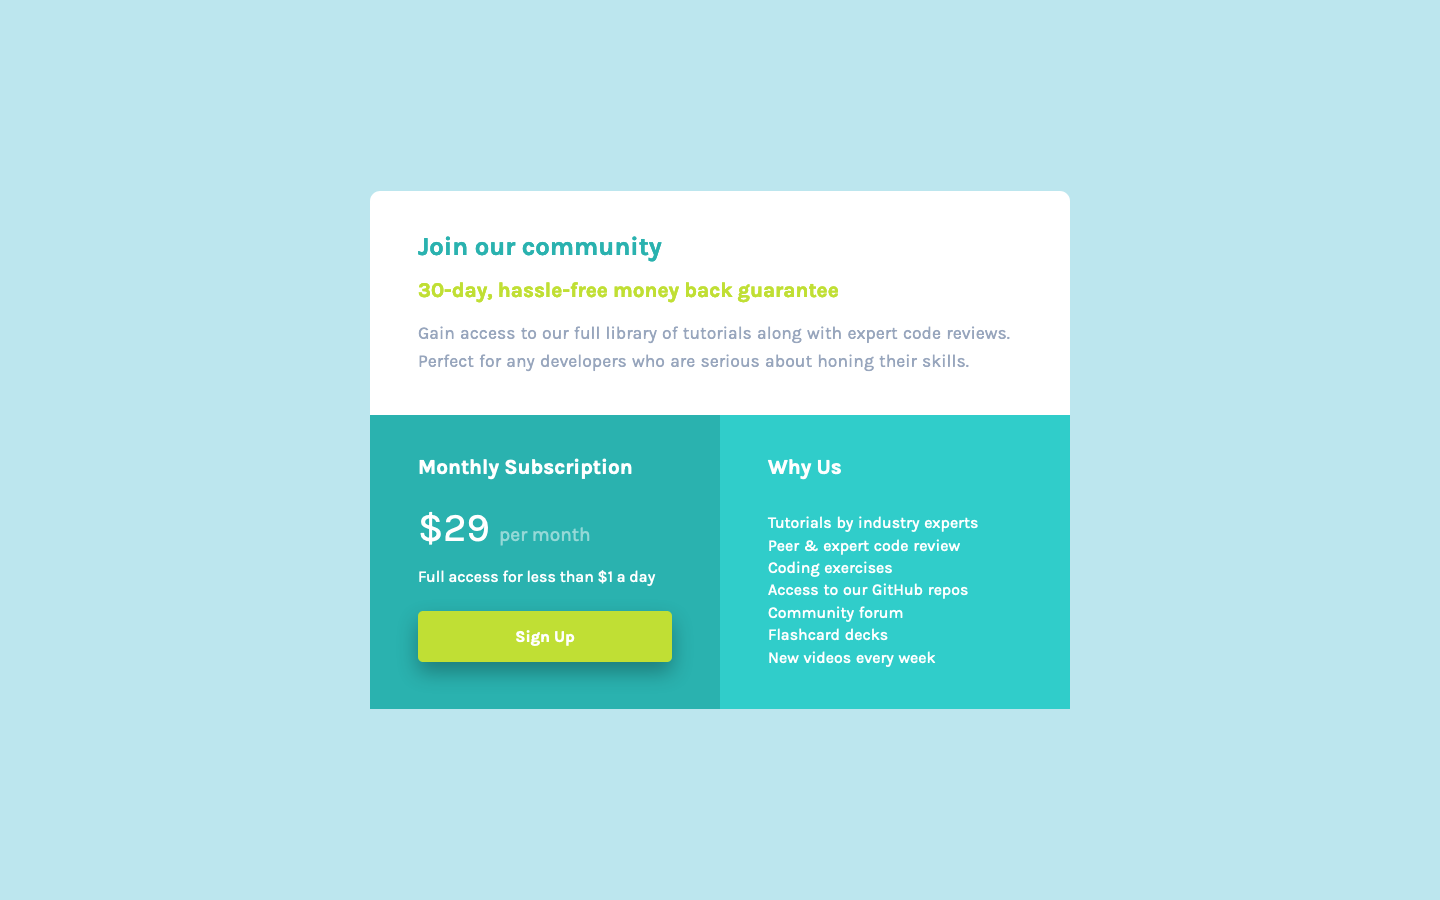 Join our community
30-day, hassle-free money back guarantee
Gain access to our full library of tutorials along with expert code reviews.
Perfect for any developers who are serious about honing their skills.
Monthly Subscription
$29 per month
Full access for less than $1 a day
Sign Up
Why Us
Tutorials by industry experts
Peer & expert code review
Coding exercises
Access to our GitHub repos
Community forum
Flashcard decks
New videos every week